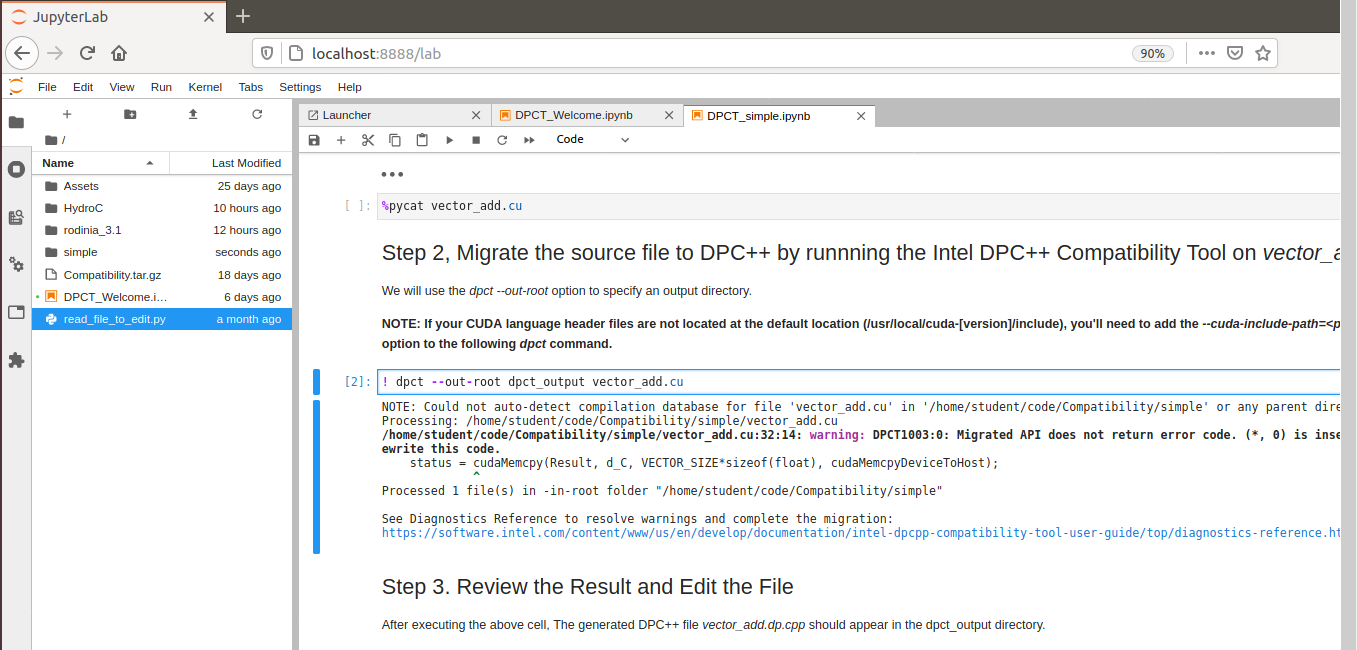 JupyterLab
localhost:8888/lab
90%
File Edit View Run Kernel Tabs Settings Help
/
Name Last Modified
Assets 25 days ago
HydroC 10 hours ago
rodinia_3.1 12 hours ago
simple seconds ago
Compatibility.tar.gz 18 days ago
DPCT_Welcome.i… 6 days ago
read_file_to_edit.py a month ago
Launcher DPCT_Welcome.ipynb DPCT_simple.ipynb
Code
[ ]: %pycat vector_add.cu
Step 2, Migrate the source file to DPC++ by runnning the Intel DPC++ Compatibility Tool on vector_a
We will use the dpct --out-root option to specify an output directory.
NOTE: If your CUDA language header files are not located at the default location (/usr/local/cuda-[version]/include), you'll need to add the --cuda-include-path=<p
option to the following dpct command.
[2]: ! dpct --out-root dpct_output vector_add.cu
NOTE: Could not auto-detect compilation database for file 'vector_add.cu' in '/home/student/code/Compatibility/simple' or any parent dire
Processing: /home/student/code/Compatibility/simple/vector_add.cu
/home/student/code/Compatibility/simple/vector_add.cu:32:14: warning: DPCT1003:0: Migrated API does not return error code. (*, 0) is inse
ewrite this code.
status = cudaMemcpy(Result, d_C, VECTOR_SIZE*sizeof(float), cudaMemcpyDeviceToHost);
^
Processed 1 file(s) in -in-root folder "/home/student/code/Compatibility/simple"
See Diagnostics Reference to resolve warnings and complete the migration:
https://software.intel.com/content/www/us/en/develop/documentation/intel-dpcpp-compatibility-tool-user-guide/top/diagnostics-reference.ht
Step 3. Review the Result and Edit the File
After executing the above cell, The generated DPC++ file vector_add.dp.cpp should appear in the dpct_output directory.